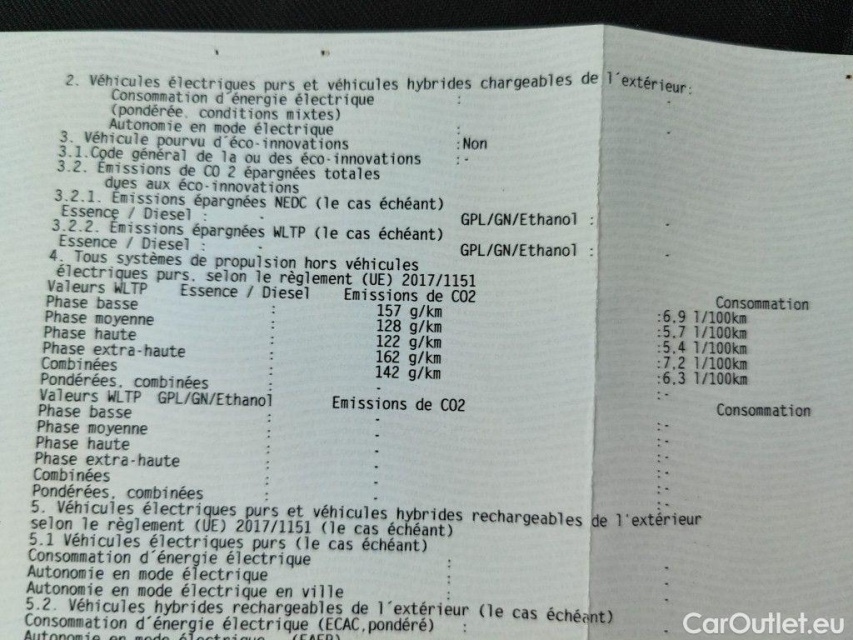 2. Véhicules électriques purs et véhicules hybrides chargeables de l'extérieur:
Consommation d'énergie électrique : -
(pondérée, conditions mixtes)
Autonomie en mode électrique : -
3. Véhicule pourvu d'éco-innovations :Non
3.1.Code général de la ou des éco-innovations :-
3.2. Émissions de CO 2 épargnées totales
dues aux éco-innovations
3.2.1. Émissions épargnées NEDC (le cas échéant)
Essence / Diesel : - GPL/GN/Ethanol : -
3.2.2. Émissions épargnées WLTP (le cas échéant)
Essence / Diesel : - GPL/GN/Ethanol : -
4. Tous systèmes de propulsion hors véhicules
électriques purs, selon le règlement (UE) 2017/1151
Valeurs WLTP Essence / Diesel Emissions de CO2 Consommation
Phase basse : 157 g/km :6,9 l/100km
Phase moyenne : 128 g/km :5,7 l/100km
Phase haute : 122 g/km :5,4 l/100km
Phase extra-haute : 162 g/km :7,2 l/100km
Combinées : 142 g/km :6,3 l/100km
Pondérées, combinées : - :-
Valeurs WLTP GPL/GN/Ethanol Emissions de CO2 Consommation
Phase basse : - :-
Phase moyenne : - :-
Phase haute : - :-
Phase extra-haute : - :-
Combinées : - :-
Pondérées, combinées : - :-
5. Véhicules électriques purs et véhicules hybrides rechargeables de l'extérieur
selon le règlement (UE) 2017/1151 (le cas échéant)
5.1 Véhicules électriques purs (le cas échéant)
Consommation d'énergie électrique : -
Autonomie en mode électrique : -
Autonomie en mode électrique en ville : -
5.2. Véhicules hybrides rechargeables de l'extérieur (le cas échéant)
Consommation d'énergie électrique (ECAC,pondéré) : -
Autonomie en mode électrique (EAER)
CarOutlet.eu